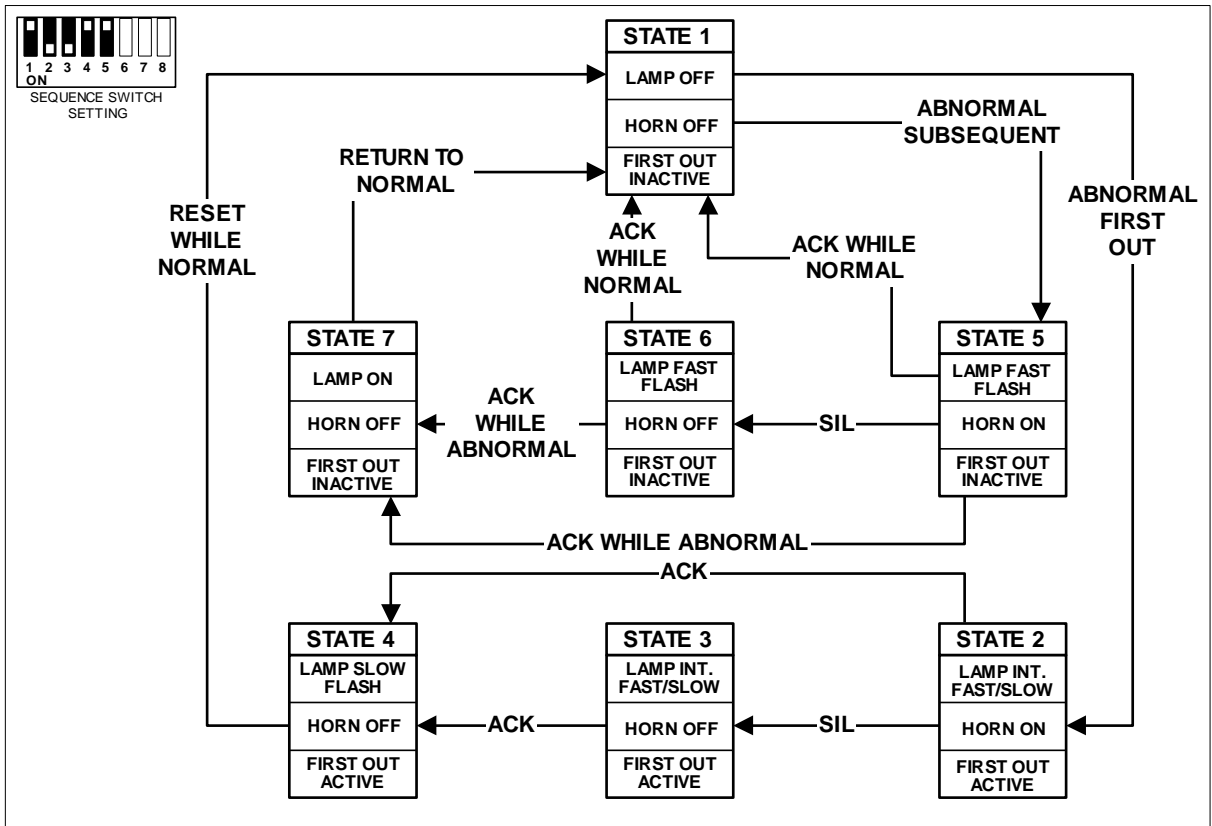 1 2 3 4 5 6 7 8
ON
SEQUENCE SWITCH
SETTING
STATE 1
LAMP OFF
HORN OFF
FIRST OUT
INACTIVE
ABNORMAL
SUBSEQUENT
ABNORMAL
FIRST
OUT
RETURN TO
NORMAL
RESET
WHILE
NORMAL
ACK
WHILE
NORMAL
ACK WHILE
NORMAL
STATE 7
LAMP ON
HORN OFF
FIRST OUT
INACTIVE
ACK
WHILE
ABNORMAL
STATE 6
LAMP FAST
FLASH
HORN OFF
FIRST OUT
INACTIVE
SIL
STATE 5
LAMP FAST
FLASH
HORN ON
FIRST OUT
INACTIVE
ACK WHILE ABNORMAL
ACK
STATE 4
LAMP SLOW
FLASH
HORN OFF
FIRST OUT
ACTIVE
ACK
STATE 3
LAMP INT.
FAST/SLOW
HORN OFF
FIRST OUT
ACTIVE
SIL
STATE 2
LAMP INT.
FAST/SLOW
HORN ON
FIRST OUT
ACTIVE